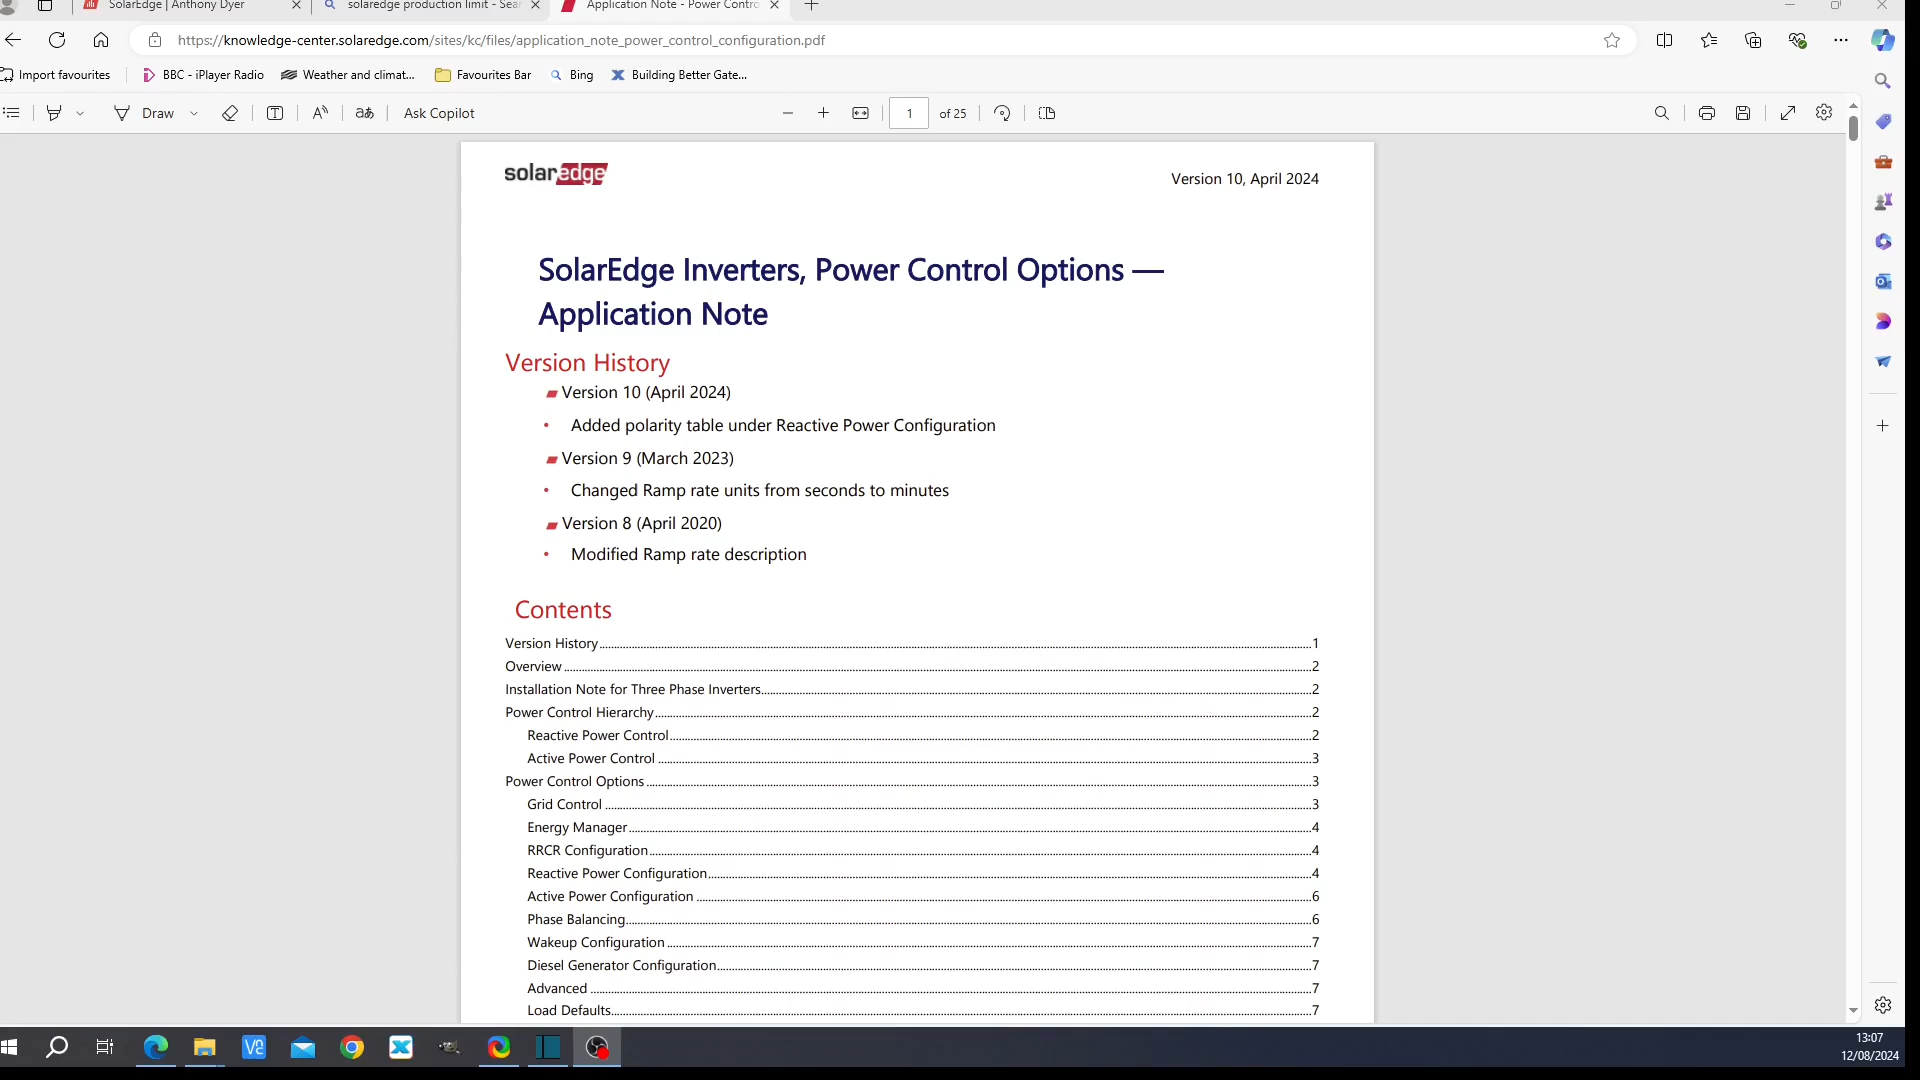 SolarEdge | Anthony Dyer
solaredge production limit - Sear
Application Note - Power Contro
https://knowledge-center.solaredge.com/sites/kc/files/application_note_power_control_configuration.pdf
Import favourites
BBC - iPlayer Radio
Weather and climat...
Favourites Bar
Bing
Building Better Gate...
Draw
Ask Copilot
1
of 25
solaredge
Version 10, April 2024
SolarEdge Inverters, Power Control Options —
Application Note
Version History
Version 10 (April 2024)
• Added polarity table under Reactive Power Configuration
Version 9 (March 2023)
• Changed Ramp rate units from seconds to minutes
Version 8 (April 2020)
• Modified Ramp rate description
Contents
Version History 1
Overview 2
Installation Note for Three Phase Inverters 2
Power Control Hierarchy 2
Reactive Power Control 2
Active Power Control 3
Power Control Options 3
Grid Control 3
Energy Manager 4
RRCR Configuration 4
Reactive Power Configuration 4
Active Power Configuration 6
Phase Balancing 6
Wakeup Configuration 7
Diesel Generator Configuration 7
Advanced 7
Load Defaults 7
13:07
12/08/2024